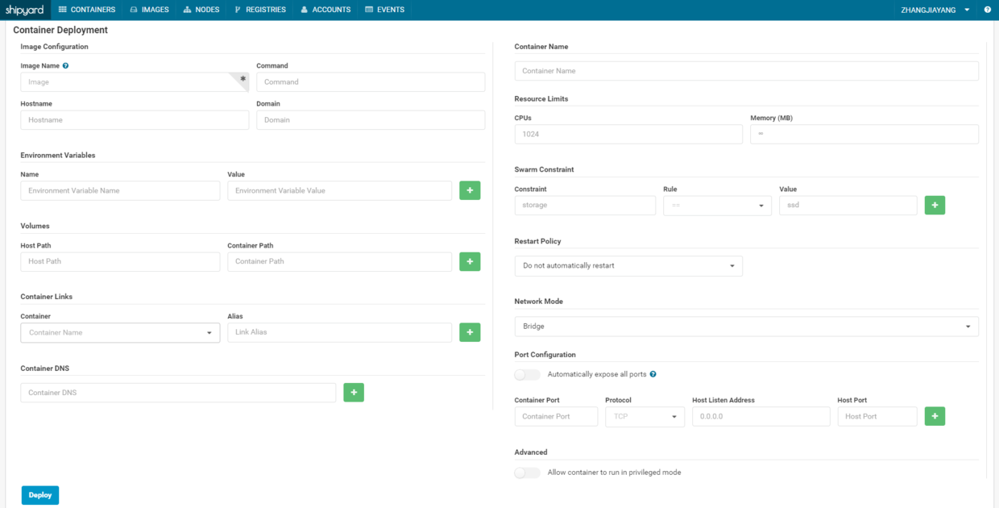 shipyard CONTAINERS IMAGES NODES REGISTRIES ACCOUNTS EVENTS ZHANGJIAYANG
Container Deployment
Image Configuration
Image Name
Command
Image
*
Command
Hostname
Domain
Hostname
Domain
Environment Variables
Name
Value
Environment Variable Name
Environment Variable Value
+
Volumes
Host Path
Container Path
Host Path
Container Path
+
Container Links
Container
Alias
Container Name
Link Alias
+
Container DNS
Container DNS
+
Deploy
Container Name
Container Name
Resource Limits
CPUs
Memory (MB)
1024
∞
Swarm Constraint
Constraint
Rule
Value
storage
==
ssd
+
Restart Policy
Do not automatically restart
Network Mode
Bridge
Port Configuration
Automatically expose all ports
Container Port
Protocol
Host Listen Address
Host Port
Container Port
TCP
0.0.0.0
Host Port
+
Advanced
Allow container to run in privileged mode